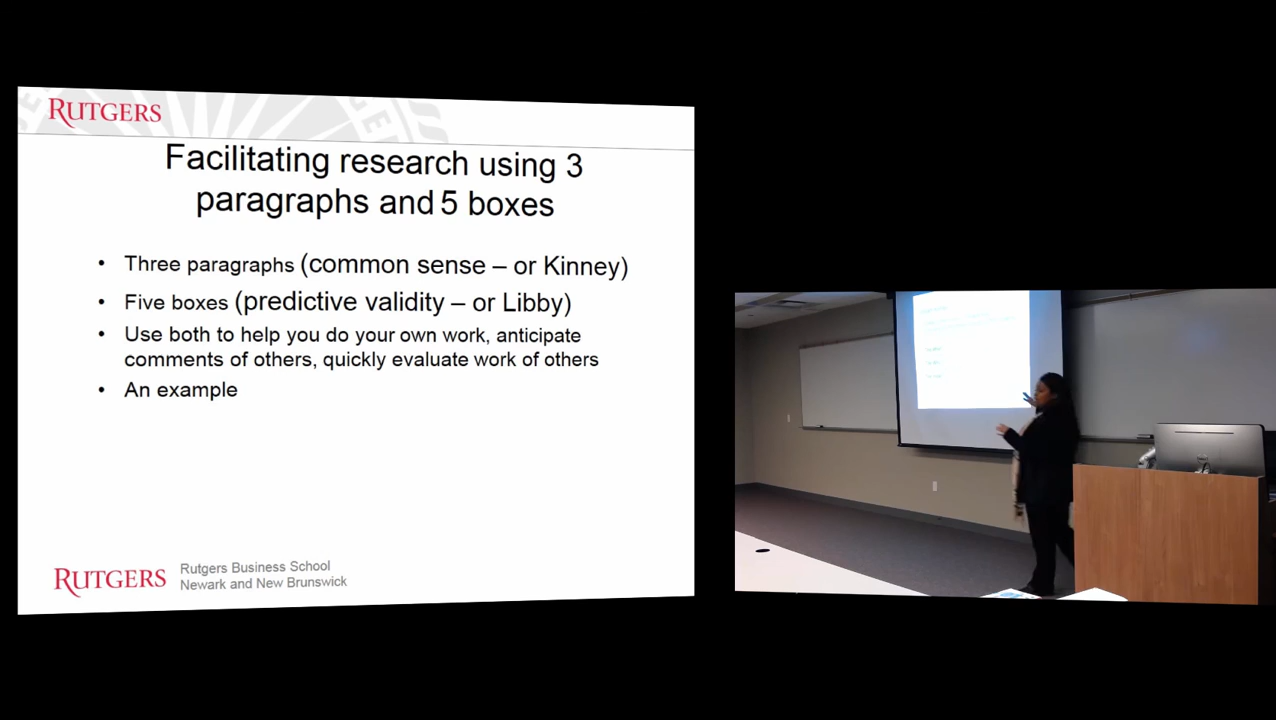 RUTGERS
Facilitating research using 3
paragraphs and 5 boxes
• Three paragraphs (common sense – or Kinney)
• Five boxes (predictive validity – or Libby)
• Use both to help you do your own work, anticipate
comments of others, quickly evaluate work of others
• An example
RUTGERS
Rutgers Business School
Newark and New Brunswick